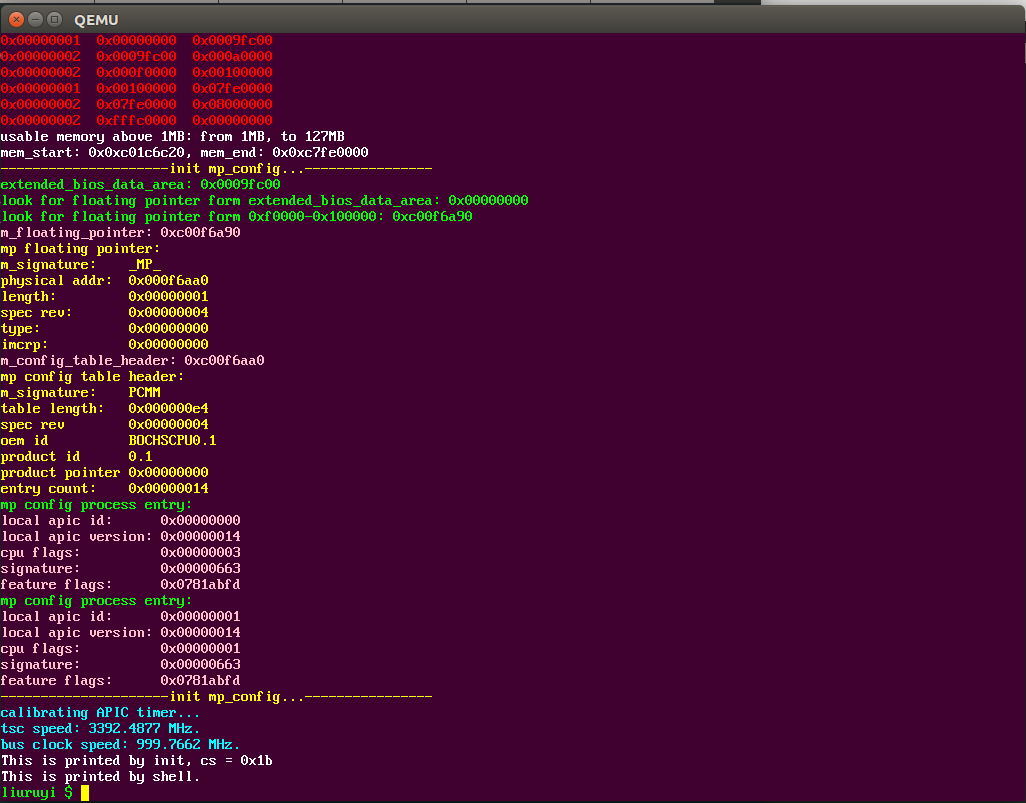 QEMU
0x00000001  0x00000000  0x0009fc00
0x00000002  0x0009fc00  0x000a0000
0x00000002  0x000f0000  0x00100000
0x00000001  0x00100000  0x07fe0000
0x00000002  0x07fe0000  0x08000000
0x00000002  0xfffc0000  0x00000000
usable memory above 1MB: from 1MB, to 127MB
mem_start: 0x0xc01c6c20, mem_end: 0x0xc7fe0000
---------------------init mp_config...----------------
extended_bios_data_area: 0x0009fc00
look for floating pointer form extended_bios_data_area: 0x00000000
look for floating pointer form 0xf0000-0x100000: 0xc00f6a90
m_floating_pointer: 0xc00f6a90
mp floating pointer:
m_signature:    _MP_
physical addr:  0x000f6aa0
length:         0x00000001
spec rev:       0x00000004
type:           0x00000000
imcrp:          0x00000000
m_config_table_header: 0xc00f6aa0
mp config table header:
m_signature:    PCMM
table length:   0x000000e4
spec rev        0x00000004
oem id          BOCHSCPU0.1
product id      0.1
product pointer 0x00000000
entry count:    0x00000014
mp config process entry:
local apic id:      0x00000000
local apic version: 0x00000014
cpu flags:          0x00000003
signature:          0x00000663
feature flags:      0x0781abfd
mp config process entry:
local apic id:      0x00000001
local apic version: 0x00000014
cpu flags:          0x00000001
signature:          0x00000663
feature flags:      0x0781abfd
---------------------init mp_config...----------------
calibrating APIC timer...
tsc speed: 3392.4877 MHz.
bus clock speed: 999.7662 MHz.
This is printed by init, cs = 0x1b
This is printed by shell.
liuruyi $